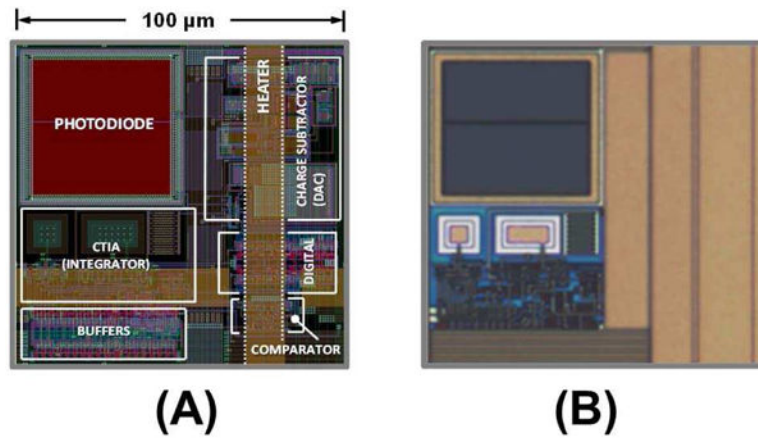 100 µm
PHOTODIODE
HEATER
CHARGE SUBTRACTOR
(DAC)
CTIA
(INTEGRATOR)
DIGITAL
BUFFERS
COMPARATOR
(A)
(B)